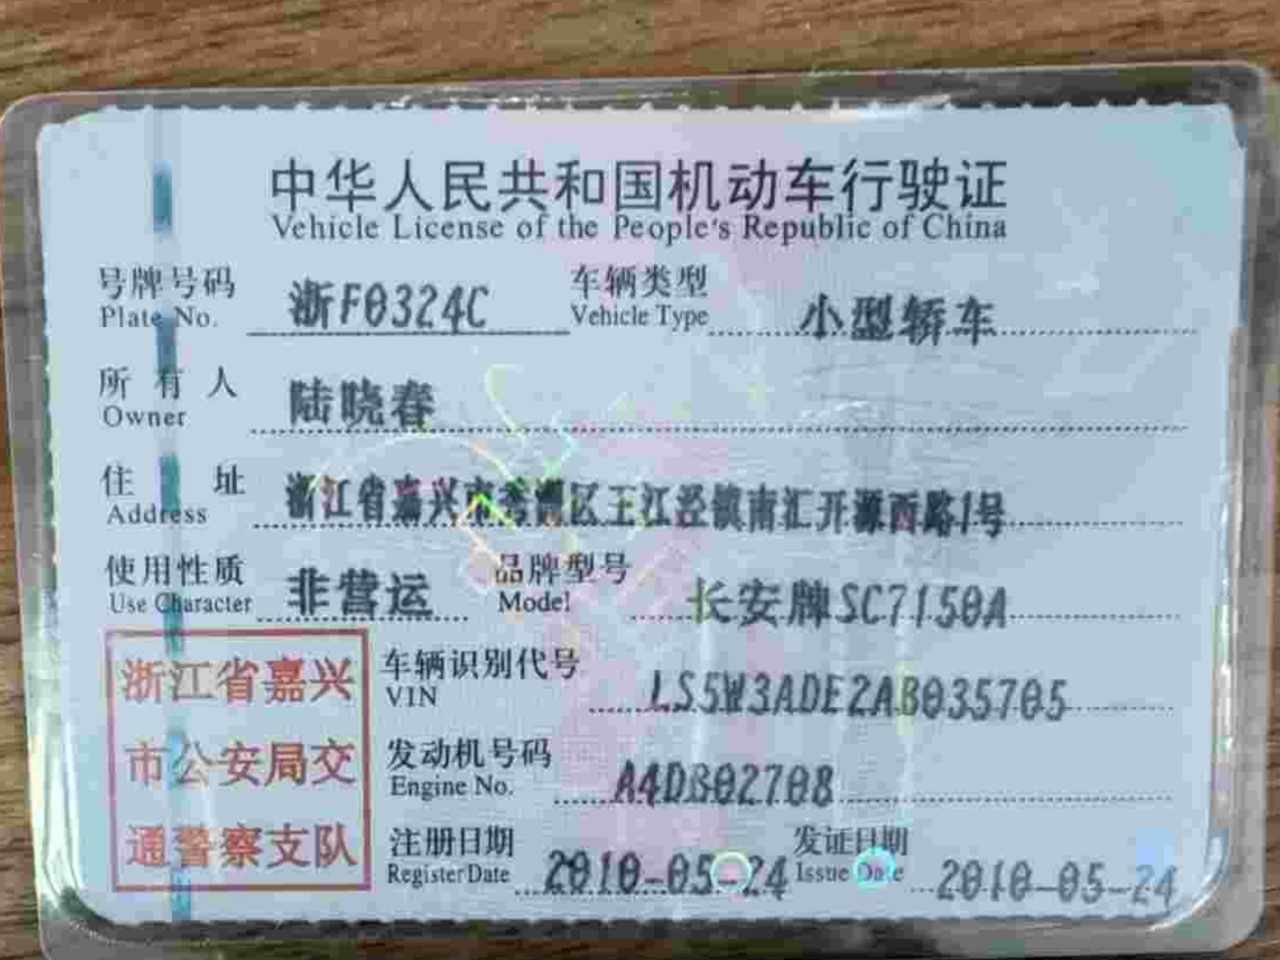 中华人民共和国机动车行驶证
Vehicle License of the People's Republic of China
号牌号码 浙F0324C 车辆类型 小型轿车
Plate No. Vehicle Type
所有人 陆晓春
Owner
住址 浙江省嘉兴市秀洲区王江泾镇南汇开源西路1号
Address
使用性质 非营运 品牌型号 长安牌SC7150A
Use Character Model
浙江省嘉兴
市公安局交
通警察支队
车辆识别代号 LS5W3ADE2AB035705
VIN
发动机号码 A4DB02708
Engine No.
注册日期 2010-05-24 发证日期 2010-05-24
Register Date Issue Date